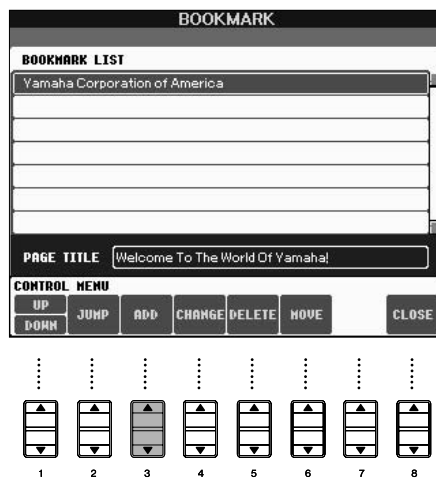 BOOKMARK
BOOKMARK LIST
Yamaha Corporation of America
PAGE TITLE Welcome To The World Of Yamaha!
CONTROL MENU
UP
DOWN
JUMP ADD CHANGE DELETE MOVE CLOSE
1 2 3 4 5 6 7 8